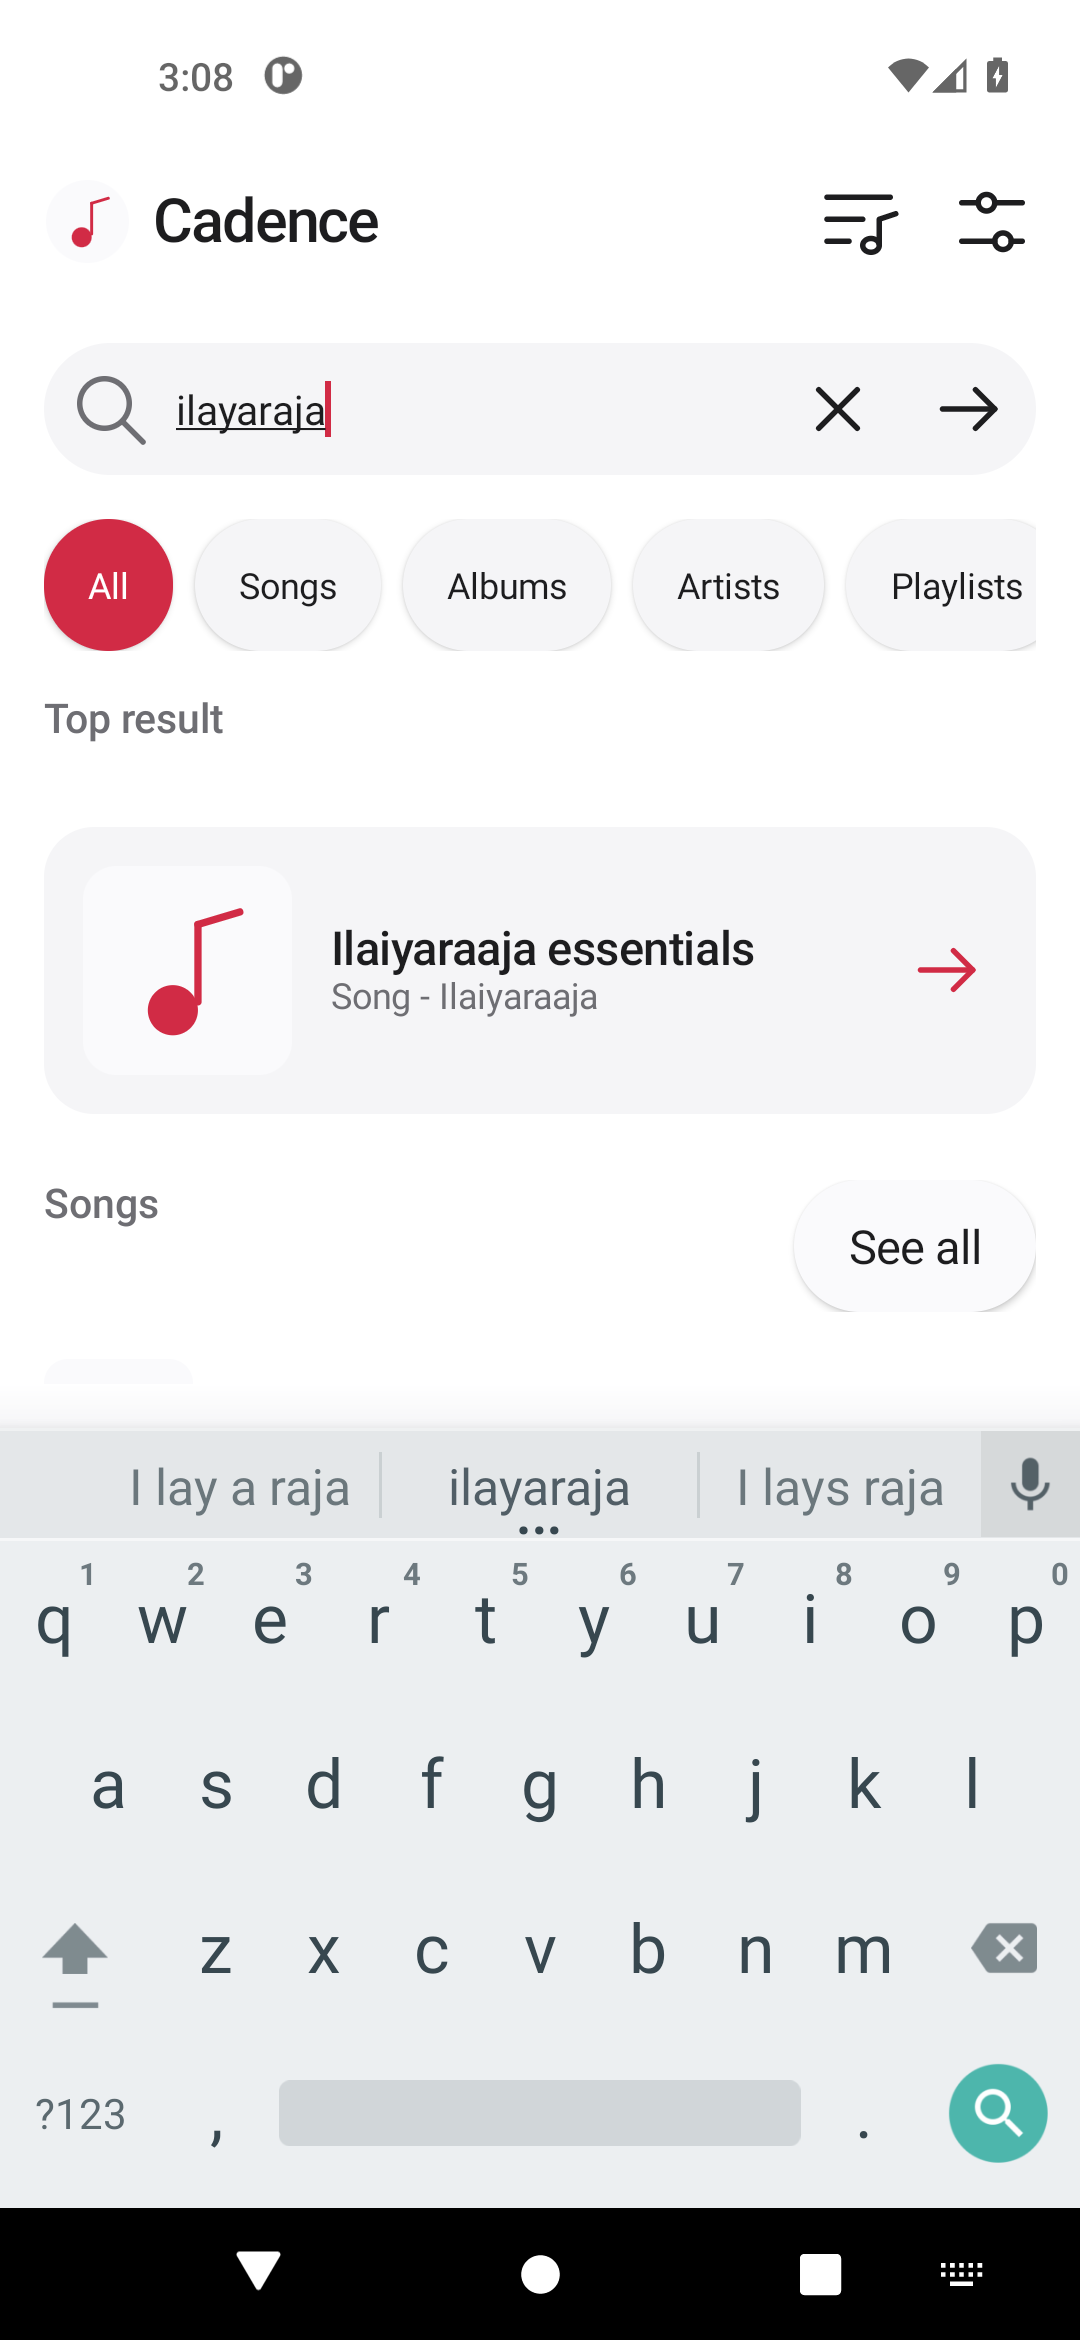 3:08
Cadence
ilayaraja
All Songs Albums Artists Playlists
Top result
Ilaiyaraaja essentials
Song - Ilaiyaraaja
Songs
See all
I lay a raja ilayaraja I lays raja
1 2 3 4 5 6 7 8 9 0
q w e r t y u i o p
a s d f g h j k l
z x c v b n m
?123 , .